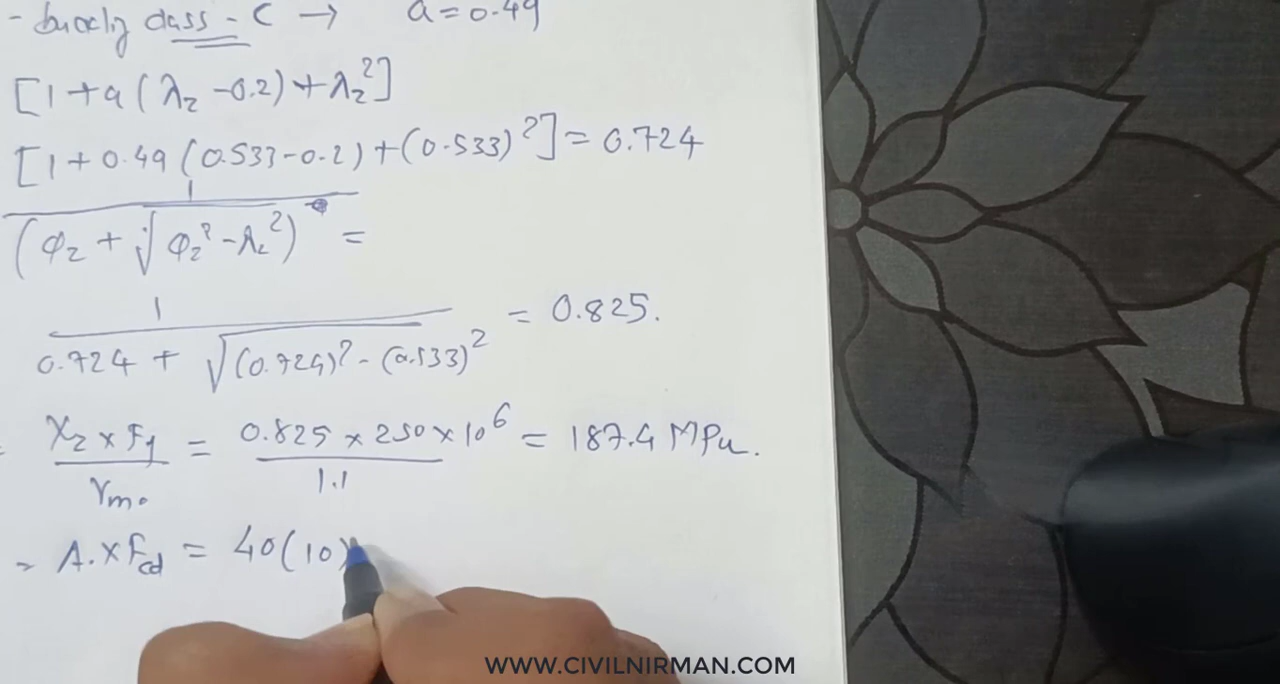 - buckling class - C → a = 0.49
[1 + a (λz - 0.2) + λz²]
[1 + 0.49 (0.533 - 0.2) + (0.533)²] = 0.724
1
(φz + √φz² - λz²) =
1
0.724 + √(0.724)² - (0.533)² = 0.825.
χz × Fy / γmo = 0.825 × 250 × 10⁶ / 1.1 = 187.4 MPa.
= A. × Fcd = 40 (10)
WWW.CIVILNIRMAN.COM